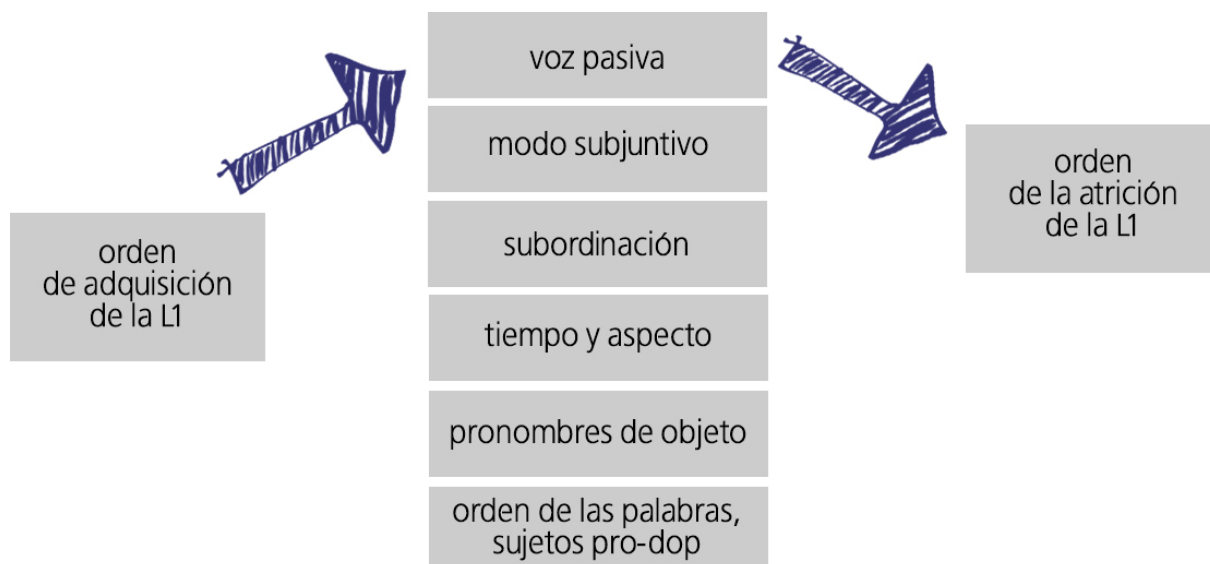 voz pasiva
modo subjuntivo
subordinación
tiempo y aspecto
pronombres de objeto
orden de las palabras,
sujetos pro-dop
orden
de adquisición
de la L1
orden
de la atrición
de la L1